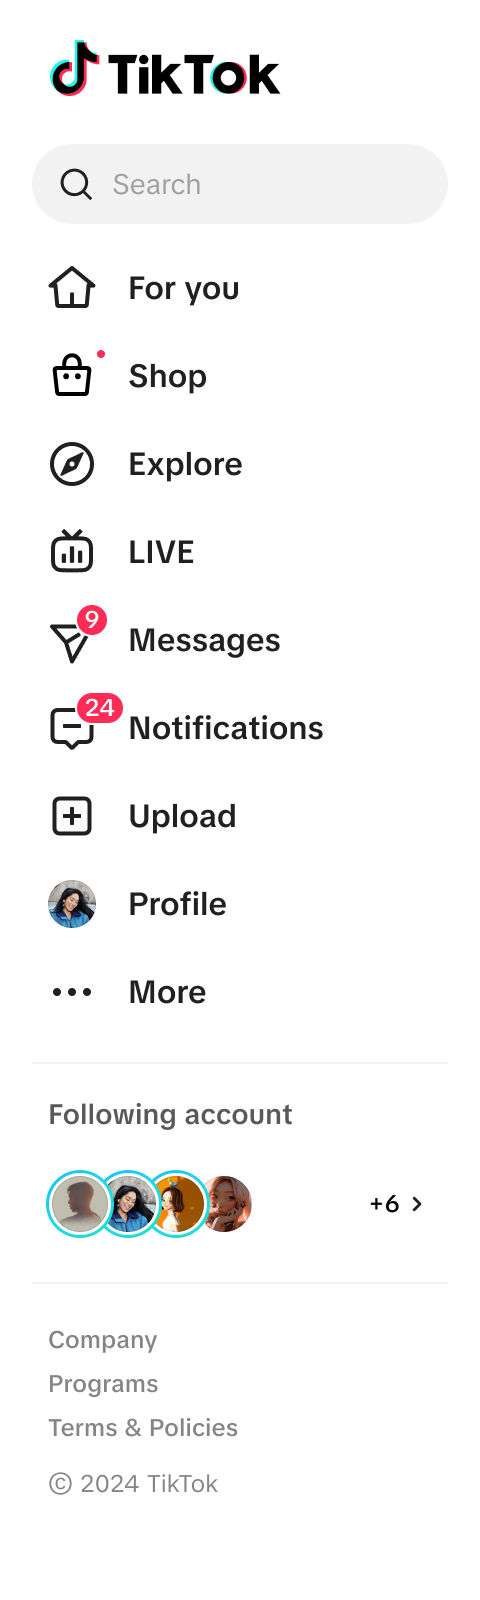 TikTok
Search
For you
Shop
Explore
LIVE
9
Messages
24
Notifications
Upload
Profile
More
Following account
+6
Company
Programs
Terms & Policies
© 2024 TikTok